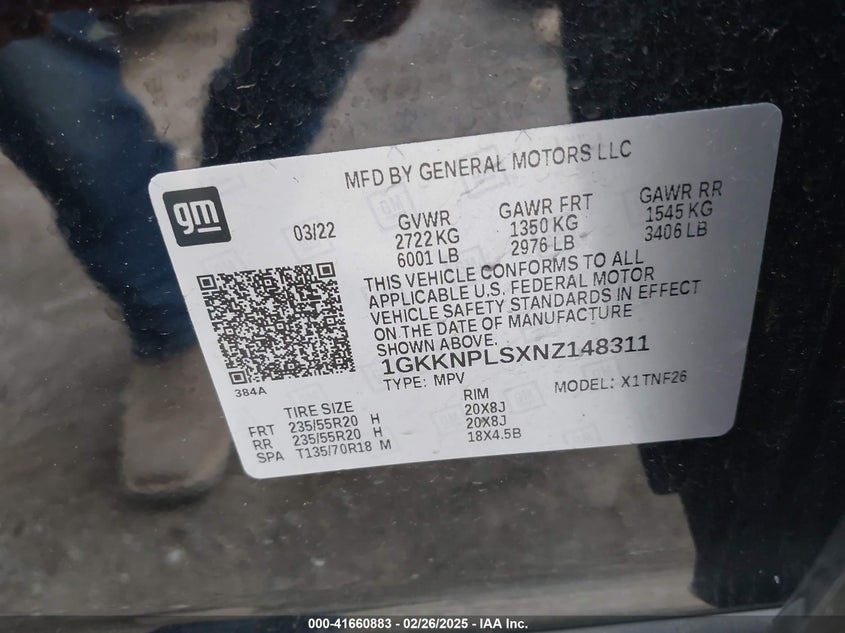 MFD BY GENERAL MOTORS LLC
gm
03/22
GVWR
2722 KG
6001 LB
GAWR FRT
1350 KG
2976 LB
GAWR RR
1545 KG
3406 LB
THIS VEHICLE CONFORMS TO ALL
APPLICABLE U.S. FEDERAL MOTOR
VEHICLE SAFETY STANDARDS IN EFFECT
ON THE DATE OF MANUFACTURE
SHOWN ABOVE.
1GKKNPLSXNZ148311
TYPE: MPV
MODEL: X1TNF26
384A
TIRE SIZE
RIM
FRT 235/55R20 H 20X8J
RR 235/55R20 H 20X8J
SPA T135/70R18 M 18X4.5B
000-41660883 - 02/26/2025 - IAA Inc.